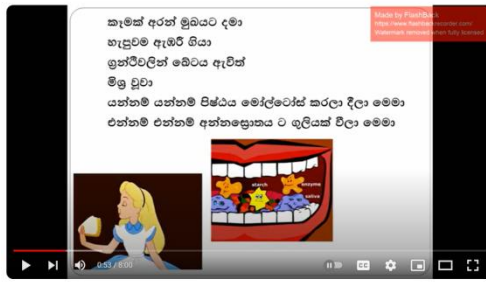 කෑමක් අරන් මුඛයට දමා
හැපුවම ඇඹරී ගියා
ග්‍රන්ථිවලින් ඛේටය ඇවිත්
මිශ්‍ර වූවා
යන්නම් යන්නම් පිෂ්ඨය මෝල්ටෝස් කරලා දීලා මෙමා
එන්නම් එන්නම් අන්නස්‍රොතය ට ගුලියක් වීලා මෙමා
Made by FlashBack
https://www.flashbackrecorder.com/
Watermark removed when fully licensed
starch
enzyme
salive
0:53 / 8:00
CC